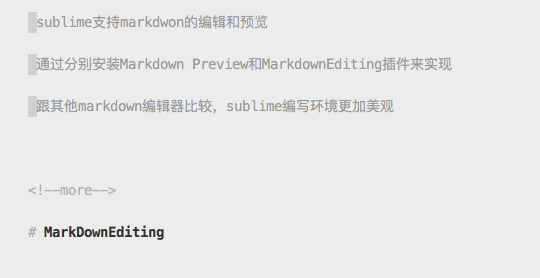 sublime支持markdwon的编辑和预览
通过分别安装Markdown Preview和MarkdownEditing插件来实现
跟其他markdown编辑器比较，sublime编写环境更加美观
<!--more-->
# MarkDownEditing